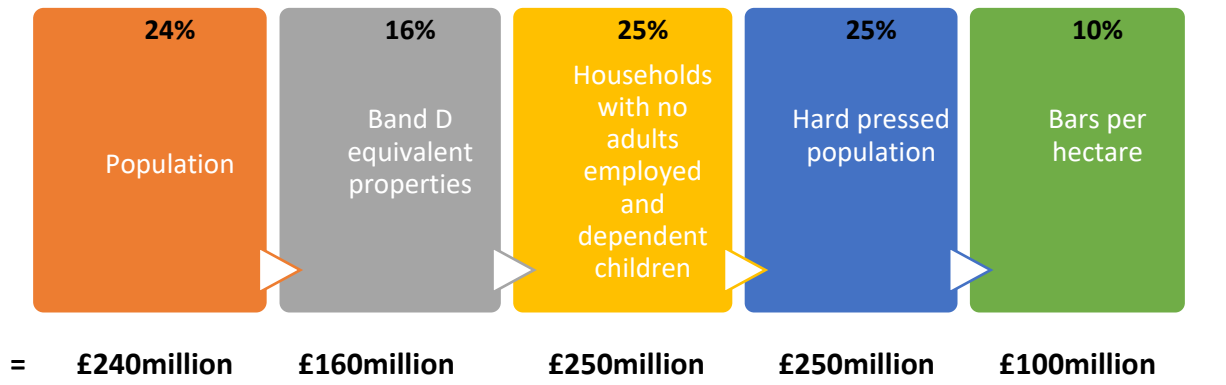 24%
Population
16%
Band D
equivalent
properties
25%
Households
with no
adults
employed
and
dependent
children
25%
Hard pressed
population
10%
Bars per
hectare
= £240million £160million £250million £250million £100million